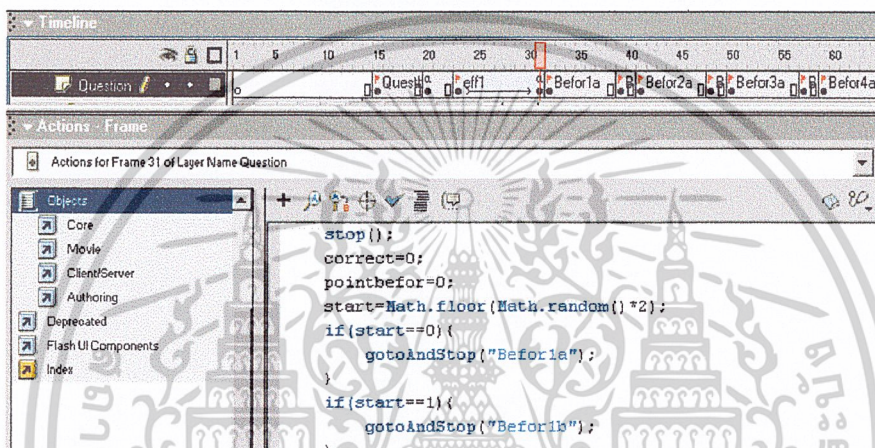 Timeline
1 5 10 15 20 25 30 35 40 45 50 55 60
Question Questi a eff1 a Befor1a B Befor2a B Befor3a B Befor4a
Actions - Frame
Actions for Frame 31 of Layer Name Question
Objects
Core
Movie
Client/Server
Authoring
Deprecated
Flash UI Components
Index
stop();
correct=0;
pointbefor=0;
start=Math.floor(Math.random()*2);
if(start==0){
gotoAndStop("Befor1a");
}
if(start==1){
gotoAndStop("Befor1b");